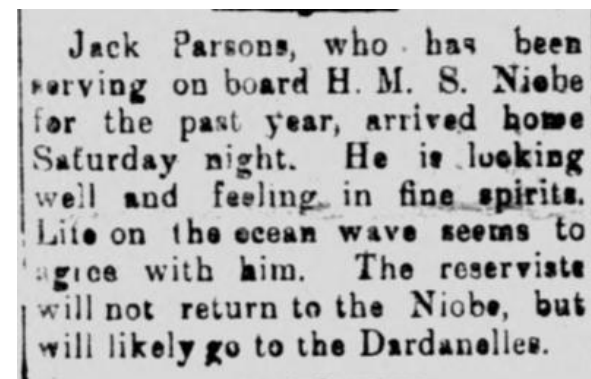 Jack Parsons, who has been
serving on board H. M. S. Niobe
for the past year, arrived home
Saturday night. He is looking
well and feeling in fine spirits.
Life on the ocean wave seems to
agree with him. The reservists
will not return to the Niobe, but
will likely go to the Dardanelles.